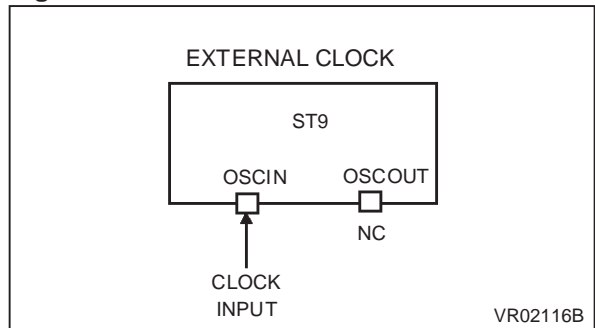 EXTERNAL CLOCK
ST9
OSCIN OSCOUT
NC
CLOCK
INPUT
VR02116B